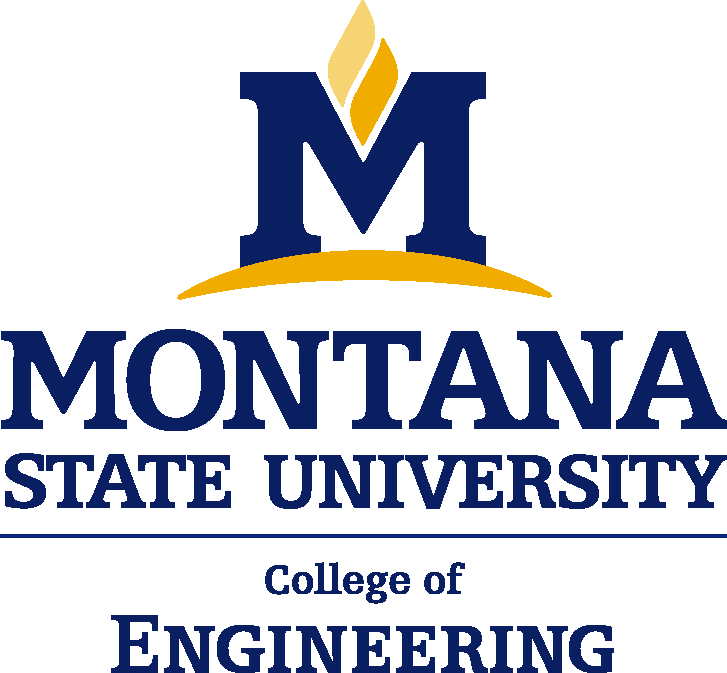 M
MONTANA
STATE UNIVERSITY
College of
ENGINEERING